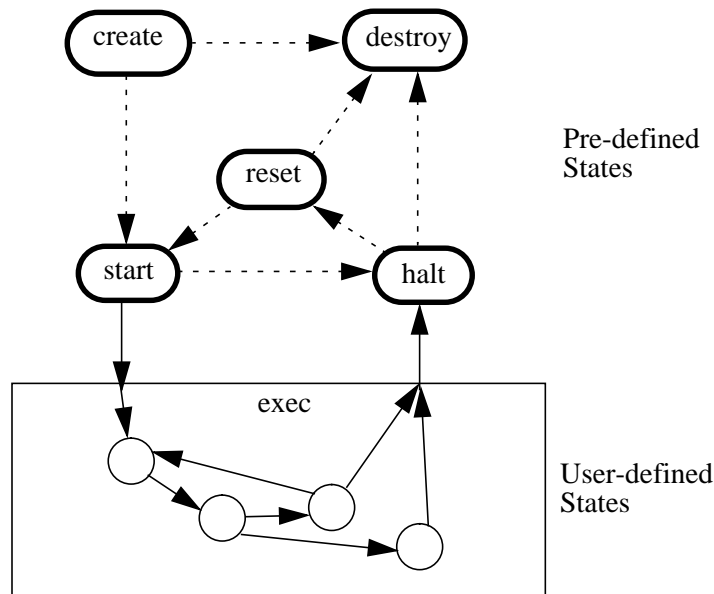 create
destroy
Pre-defined
States
reset
start
halt
exec
User-defined
States